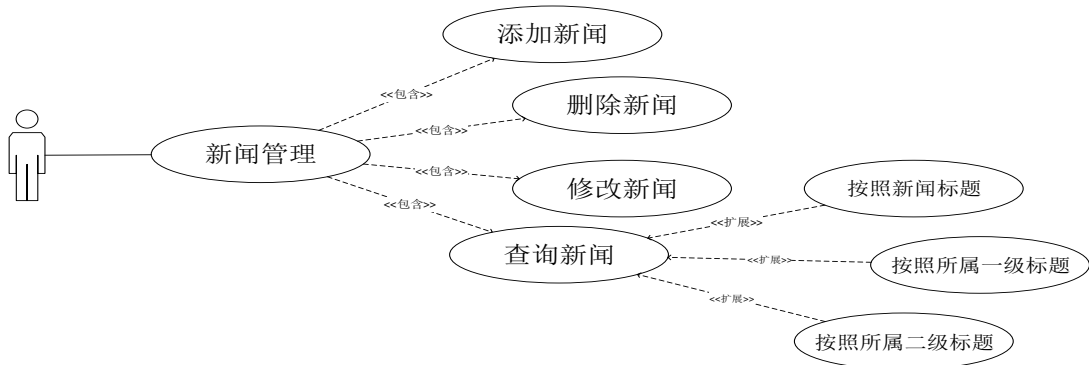 添加新闻
<<包含>>
删除新闻
<<包含>>
新闻管理
<<包含>>
修改新闻
<<包含>>
查询新闻
按照新闻标题
<<扩展>>
<<扩展>>
按照所属一级标题
<<扩展>>
按照所属二级标题